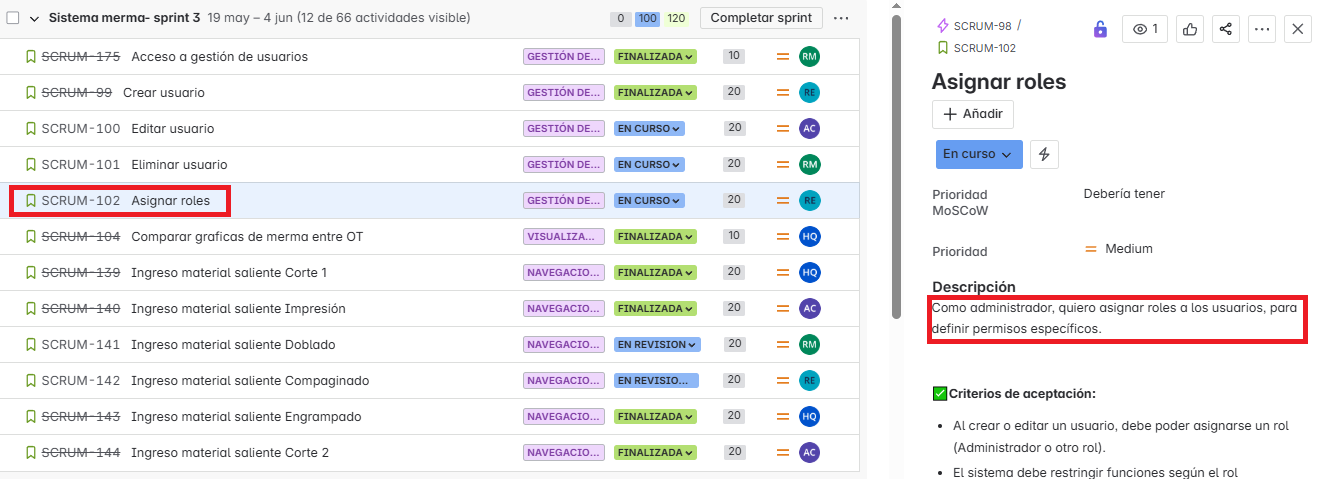 Sistema merma- sprint 3 19 may – 4 jun (12 de 66 actividades visible) 0 100 120 Completar sprint ...
SCRUM-175 Acceso a gestión de usuarios GESTIÓN DE... FINALIZADA 10 RM
SCRUM-99 Crear usuario GESTIÓN DE... FINALIZADA 20 RE
SCRUM-100 Editar usuario GESTIÓN DE... EN CURSO 20 AC
SCRUM-101 Eliminar usuario GESTIÓN DE... EN CURSO 20 RM
SCRUM-102 Asignar roles GESTIÓN DE... EN CURSO 20 RE
SCRUM-104 Comparar graficas de merma entre OT VISUALIZA... FINALIZADA 10 HQ
SCRUM-139 Ingreso material saliente Corte 1 NAVEGACIO... FINALIZADA 20 HQ
SCRUM-140 Ingreso material saliente Impresión NAVEGACIO... FINALIZADA 20 AC
SCRUM-141 Ingreso material saliente Doblado NAVEGACIO... EN REVISION 20 RM
SCRUM-142 Ingreso material saliente Compaginado NAVEGACIO... EN REVISIO... 20 RE
SCRUM-143 Ingreso material saliente Engrampado NAVEGACIO... FINALIZADA 20 HQ
SCRUM-144 Ingreso material saliente Corte 2 NAVEGACIO... FINALIZADA 20 AC
SCRUM-98 /
SCRUM-102
1
Asignar roles
+ Añadir
En curso
Prioridad MoSCoW Debería tener
Prioridad = Medium
Descripción
Como administrador, quiero asignar roles a los usuarios, para
definir permisos específicos.
✅Criterios de aceptación:
• Al crear o editar un usuario, debe poder asignarse un rol
(Administrador o otro rol).
• El sistema debe restringir funciones según el rol